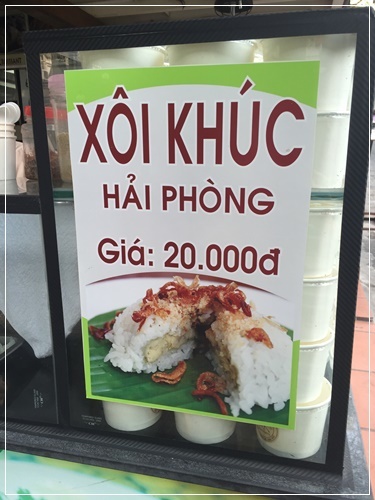 XÔI KHÚC
HẢI PHÒNG
Giá: 20.000đ